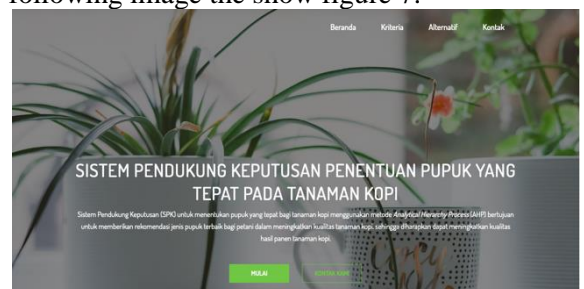 following image the show figure 7.
Beranda Kriteria Alternatif Kontak
SISTEM PENDUKUNG KEPUTUSAN PENENTUAN PUPUK YANG
TEPAT PADA TANAMAN KOPI
Sistem Pendukung Keputusan (SPK) untuk menentukan pupuk yang tepat bagi tanaman kopi menggunakan metode Analytical Hierarchy Process (AHP) bertujuan
untuk memberikan rekomendasi jenis pupuk terbaik bagi petani dalam meningkatkan kualitas tanaman kopi, sehingga diharapkan dapat meningkatkan kualitas
hasil panen tanaman kopi.
MULAI KONTAK KAMI